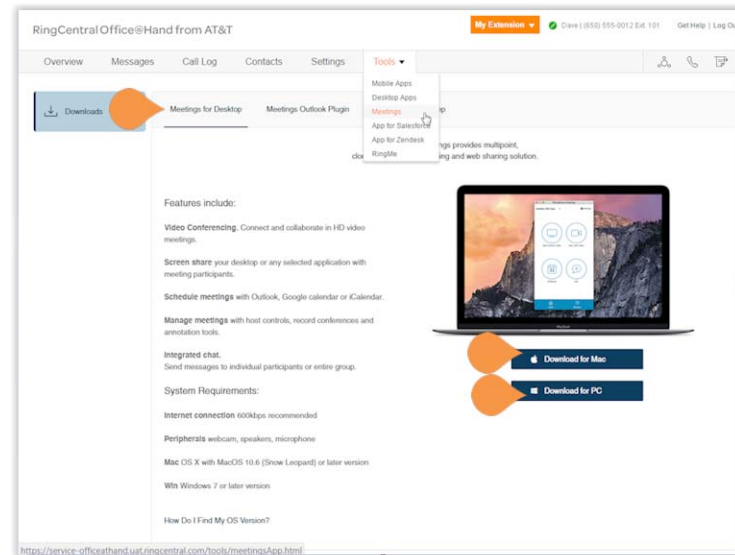 RingCentral Office@Hand from AT&T
My Extension
Dave | (650) 555-0012 Ext. 101
Get Help | Log Ou
Overview
Messages
Call Log
Contacts
Settings
Tools
Mobile Apps
Desktop Apps
Meetings
App for Salesforce
App for Zendesk
RingMe
Downloads
Meetings for Desktop
Meetings Outlook Plugin
ngs provides multipoint,
ing and web sharing solution.
Features include:
Video Conferencing. Connect and collaborate in HD video
meetings.
Screen share your desktop or any selected application with
meeting participants.
Schedule meetings with Outlook, Google calendar or iCalendar.
Manage meetings with host controls, record conferences and
annotation tools.
Integrated chat.
Send messages to individual participants or entire group.
System Requirements:
Internet connection 600kbps recommended
Peripherals webcam, speakers, microphone
Mac OS X with MacOS 10.6 (Snow Leopard) or later version
Win Windows 7 or later version
How Do I Find My OS Version?
Download for Mac
Download for PC
https://service-officeathand.uat.ringcentral.com/tools/meetingsApp.html